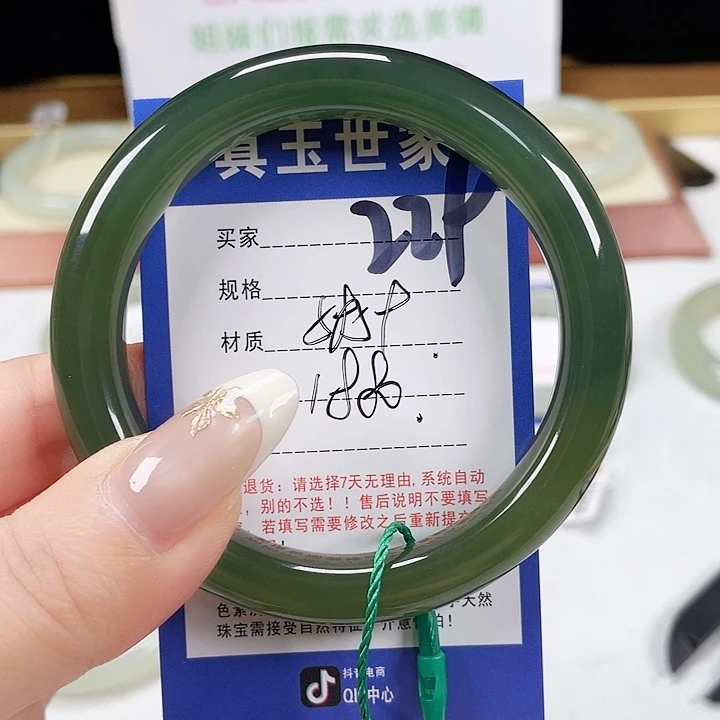 姐妹们按需求选美镯
真玉世家
22P
买家
规格
材质
188
退货：请选择7天无理由，系统自动
，别的不选！！售后说明不要填写
若填写需要修改之后重新提交
！
天然
珠宝需接受自然特征
抖音电商
中心